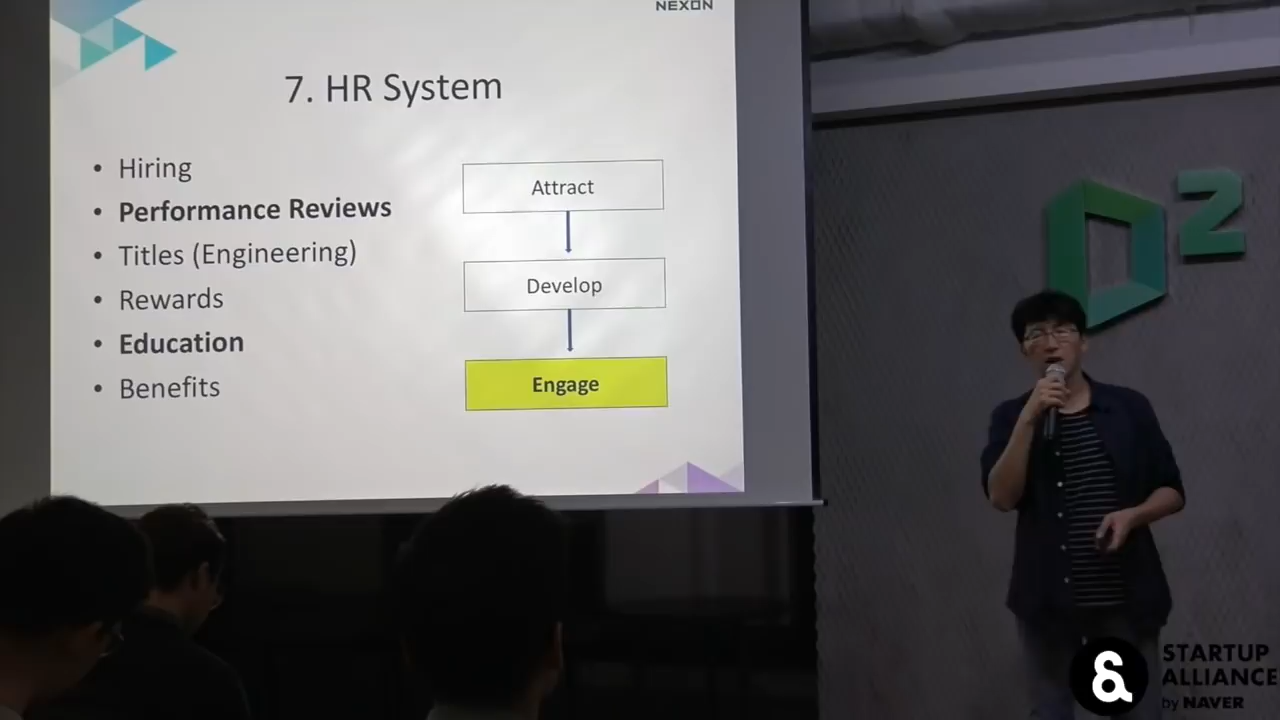 NEXON
7. HR System
• Hiring
• Performance Reviews
• Titles (Engineering)
• Rewards
• Education
• Benefits
Attract
Develop
Engage
D2
STARTUP
ALLIANCE
by NAVER